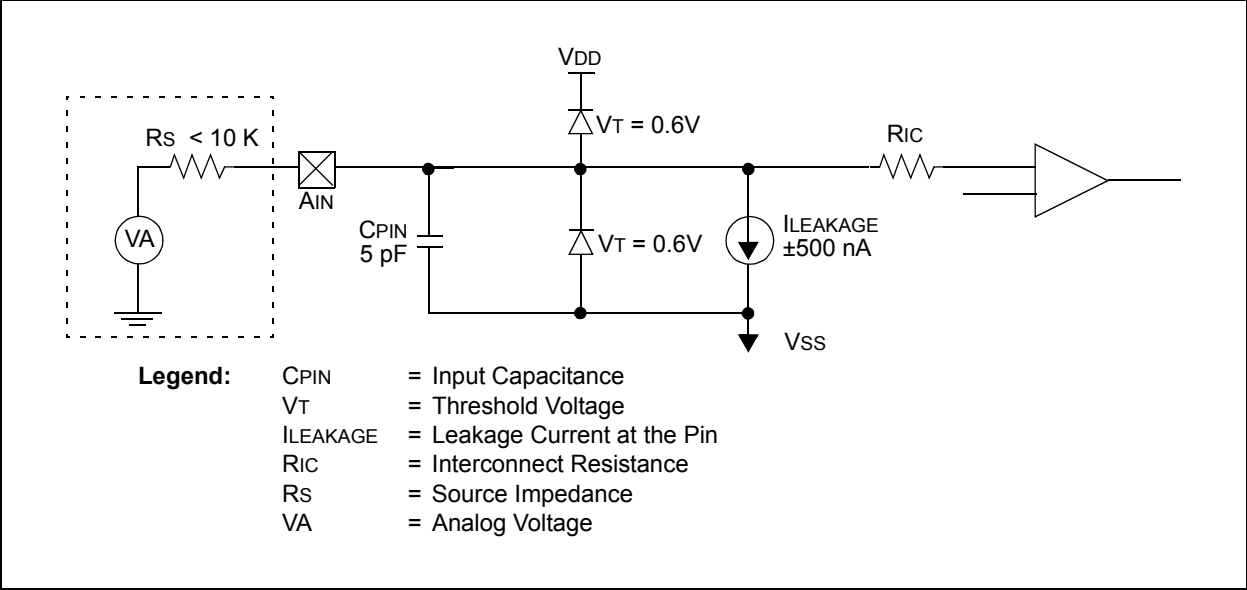 VDD
VT = 0.6V
RS < 10 K
RIC
AIN
CPIN
5 pF
VT = 0.6V
ILEAKAGE
±500 nA
VA
VSS
Legend: CPIN = Input Capacitance
VT = Threshold Voltage
ILEAKAGE = Leakage Current at the Pin
RIC = Interconnect Resistance
RS = Source Impedance
VA = Analog Voltage